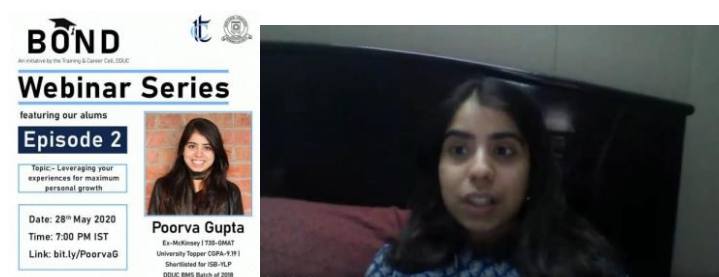 BOND
An initiative by the Training & Career Cell, DDUC
Webinar Series
featuring our alums
Episode 2
Topic:- Leveraging your
experiences for maximum
personal growth
Date: 28th May 2020
Time: 7:00 PM IST
Link: bit.ly/PoorvaG
Poorva Gupta
Ex-McKinsey | 730-GMAT
University Topper CGPA-9.19 |
Shortlisted for ISB-YLP
DDUC BMS Batch of 2018